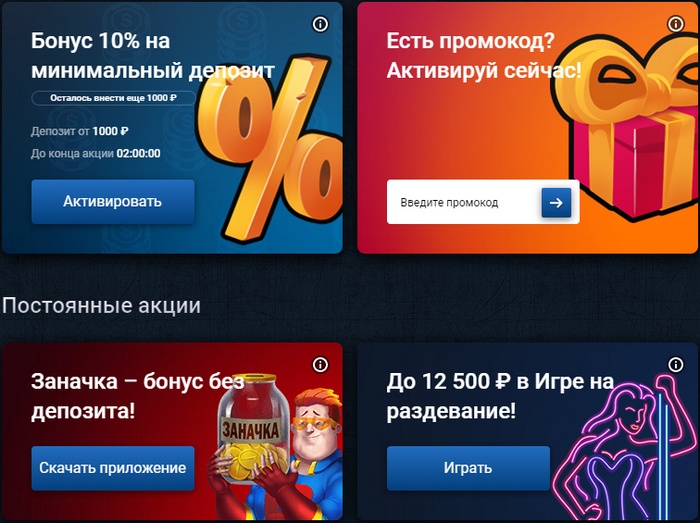 Бонус 10% на
минимальный депозит
Осталось внести еще 1000 ₽
Депозит от 1000 ₽
До конца акции 02:00:00
Активировать
Есть промокод?
Активируй сейчас!
Введите промокод
Постоянные акции
Заначка – бонус без
депозита!
ЗАНАЧКА
Скачать приложение
До 12 500 ₽ в Игре на
раздевание!
Играть